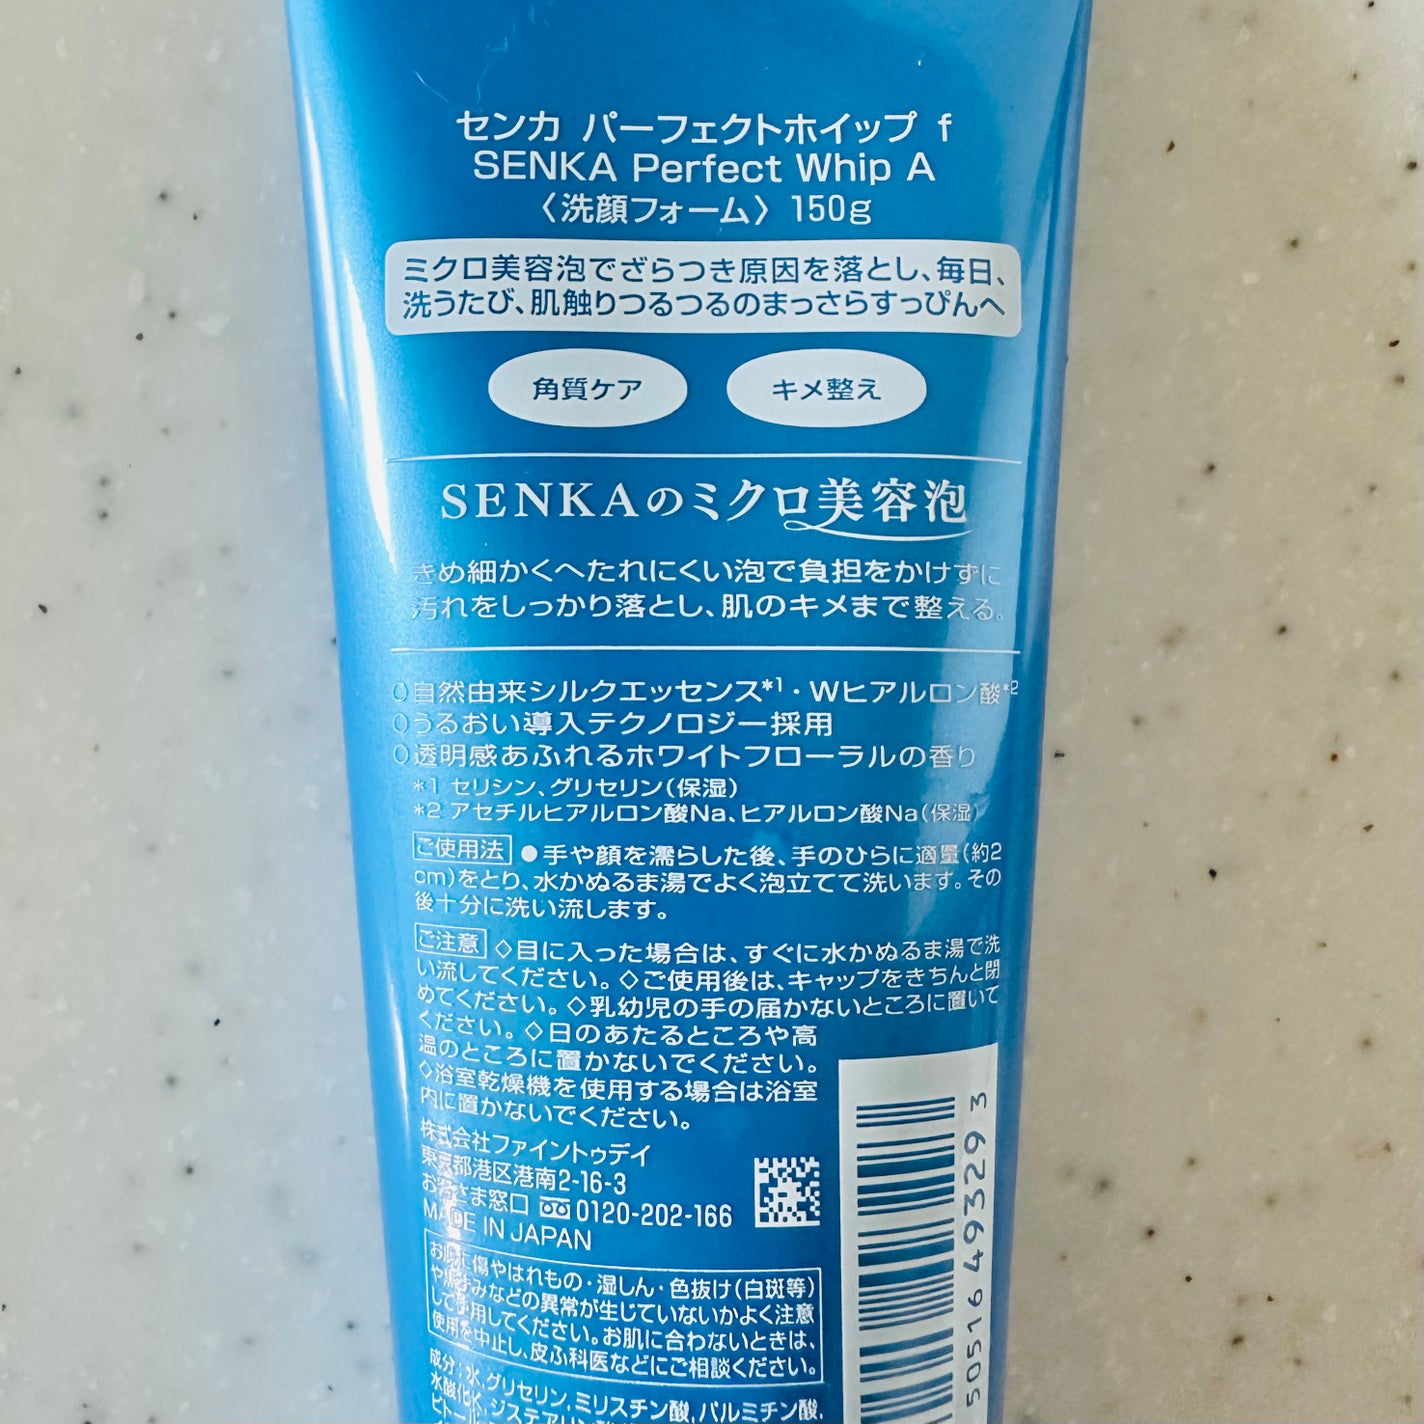 センカ パーフェクトホイップ f
SENKA Perfect Whip A
〈洗顔フォーム〉 150g
ミクロ美容泡でざらつき原因を落とし、毎日、
洗うたび、肌触りつるつるのまっさらすっぴんへ
角質ケア キメ整え
SENKAのミクロ美容泡
きめ細かくへたれにくい泡で負担をかけずに
汚れをしっかり落とし、肌のキメまで整える。
◊自然由来シルクエッセンス*1・Wヒアルロン酸*2
◊うるおい導入テクノロジー採用
◊透明感あふれるホワイトフローラルの香り
*1 セリシン、グリセリン(保湿)
*2 アセチルヒアルロン酸Na、ヒアルロン酸Na(保湿)
ご使用法 ●手や顔を濡らした後、手のひらに適量(約2
cm)をとり、水かぬるま湯でよく泡立てて洗います。その
後十分に洗い流します。
ご注意 ◇目に入った場合は、すぐに水かぬるま湯で洗
い流してください。◇ご使用後は、キャップをきちんと閉
めてください。◇乳幼児の手の届かないところに置いて
ください。◇日のあたるところや高
温のところに置かないでください。
◇浴室乾燥機を使用する場合は浴室
内に置かないでください。
株式会社ファイントゥデイ
東京都港区港南2-16-3
お客さま窓口 0120-202-166
MADE IN JAPAN
お肌に傷やはれもの・湿しん・色抜け(白斑等)
や黒ずみなどの異常が生じていないかよく注意
して使用してください。お肌に合わないときは、
使用を中止し、皮ふ科医などにご相談ください。
成分:水,グリセリン,ミリスチン酸,パルミチン酸,
水酸化K,ジステアリン酸
50516 49329 3